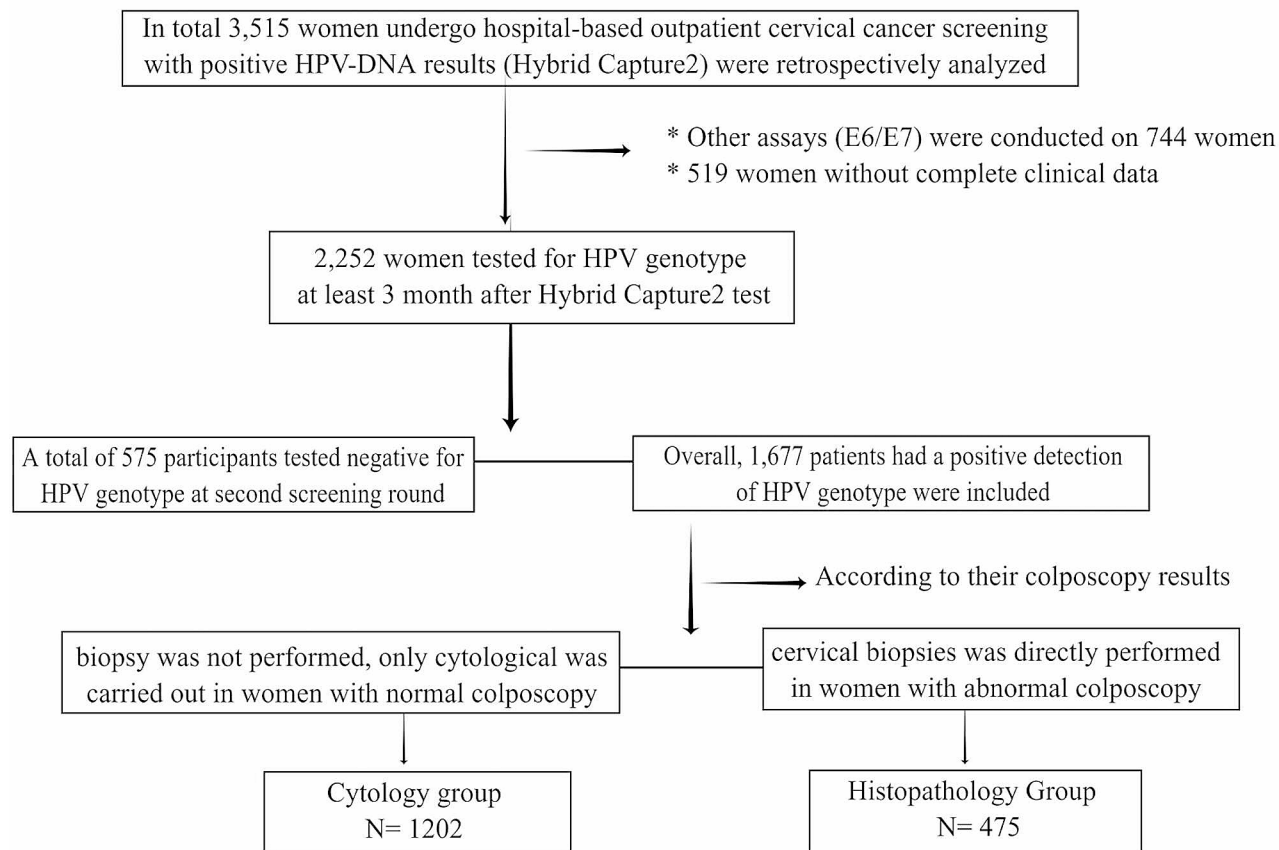 In total 3,515 women undergo hospital-based outpatient cervical cancer screening
with positive HPV-DNA results (Hybrid Capture2) were retrospectively analyzed
* Other assays (E6/E7) were conducted on 744 women
* 519 women without complete clinical data
2,252 women tested for HPV genotype
at least 3 month after Hybrid Capture2 test
A total of 575 participants tested negative for
HPV genotype at second screening round
Overall, 1,677 patients had a positive detection
of HPV genotype were included
According to their colposcopy results
biopsy was not performed, only cytological was
carried out in women with normal colposcopy
cervical biopsies was directly performed
in women with abnormal colposcopy
Cytology group
N= 1202
Histopathology Group
N= 475